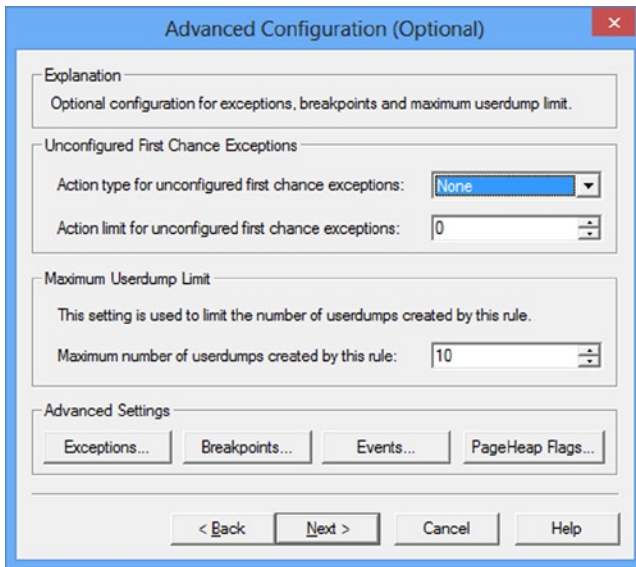 Advanced Configuration (Optional)
Explanation
Optional configuration for exceptions, breakpoints and maximum userdump limit.
Unconfigured First Chance Exceptions
Action type for unconfigured first chance exceptions: None
Action limit for unconfigured first chance exceptions: 0
Maximum Userdump Limit
This setting is used to limit the number of userdumps created by this rule.
Maximum number of userdumps created by this rule: 10
Advanced Settings
Exceptions... Breakpoints... Events... PageHeap Flags...
< Back Next > Cancel Help